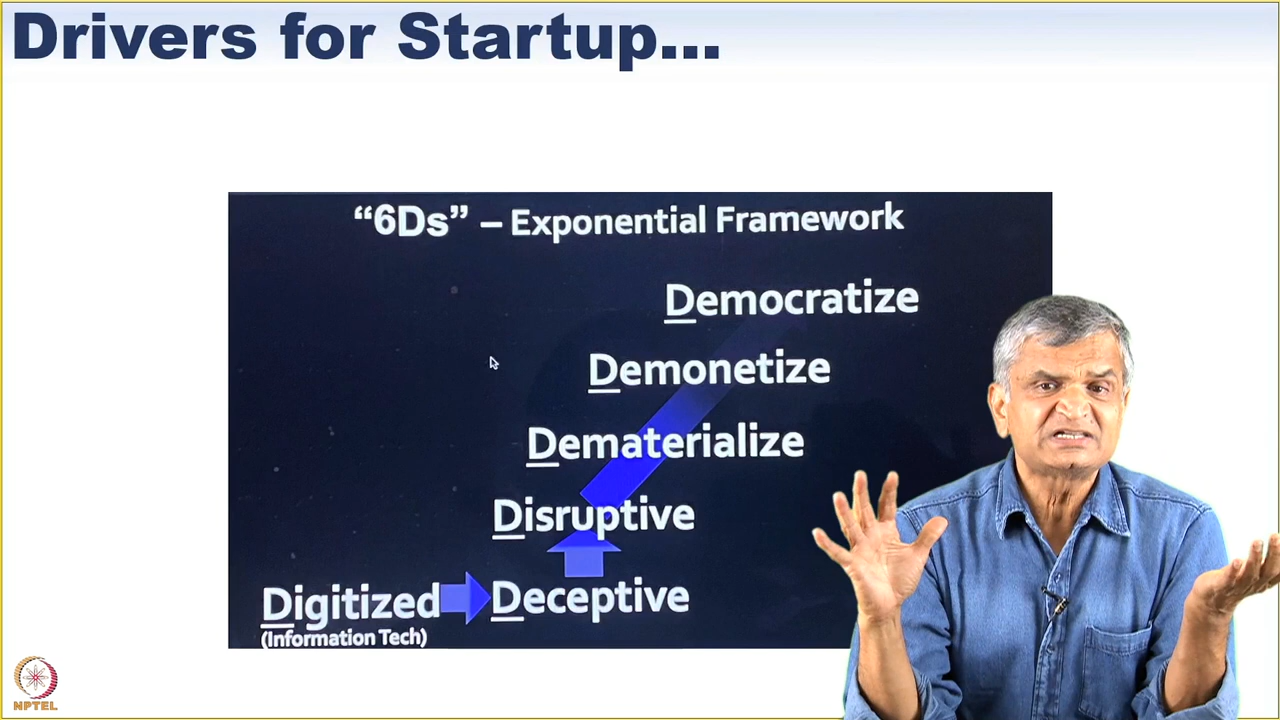 Drivers for Startup...
“6Ds” – Exponential Framework
Democratize
Demonetize
Dematerialize
Disruptive
Digitized Deceptive
(Information Tech)
NPTEL